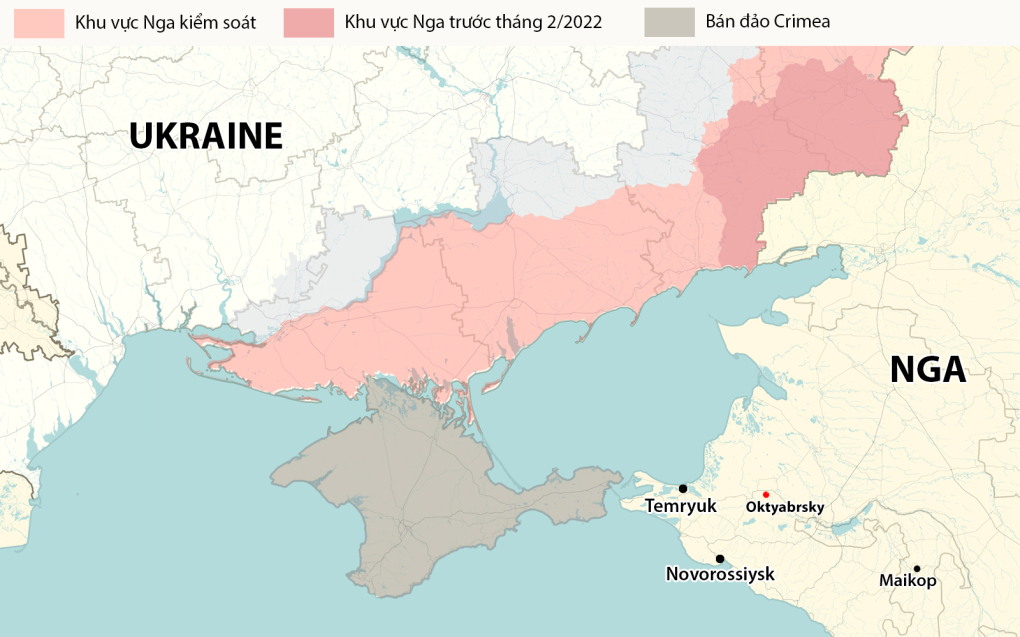 Khu vực Nga kiểm soát
Khu vực Nga trước tháng 2/2022
Bán đảo Crimea
UKRAINE
NGA
Temryuk
Oktyabrsky
Novorossiysk
Maikop